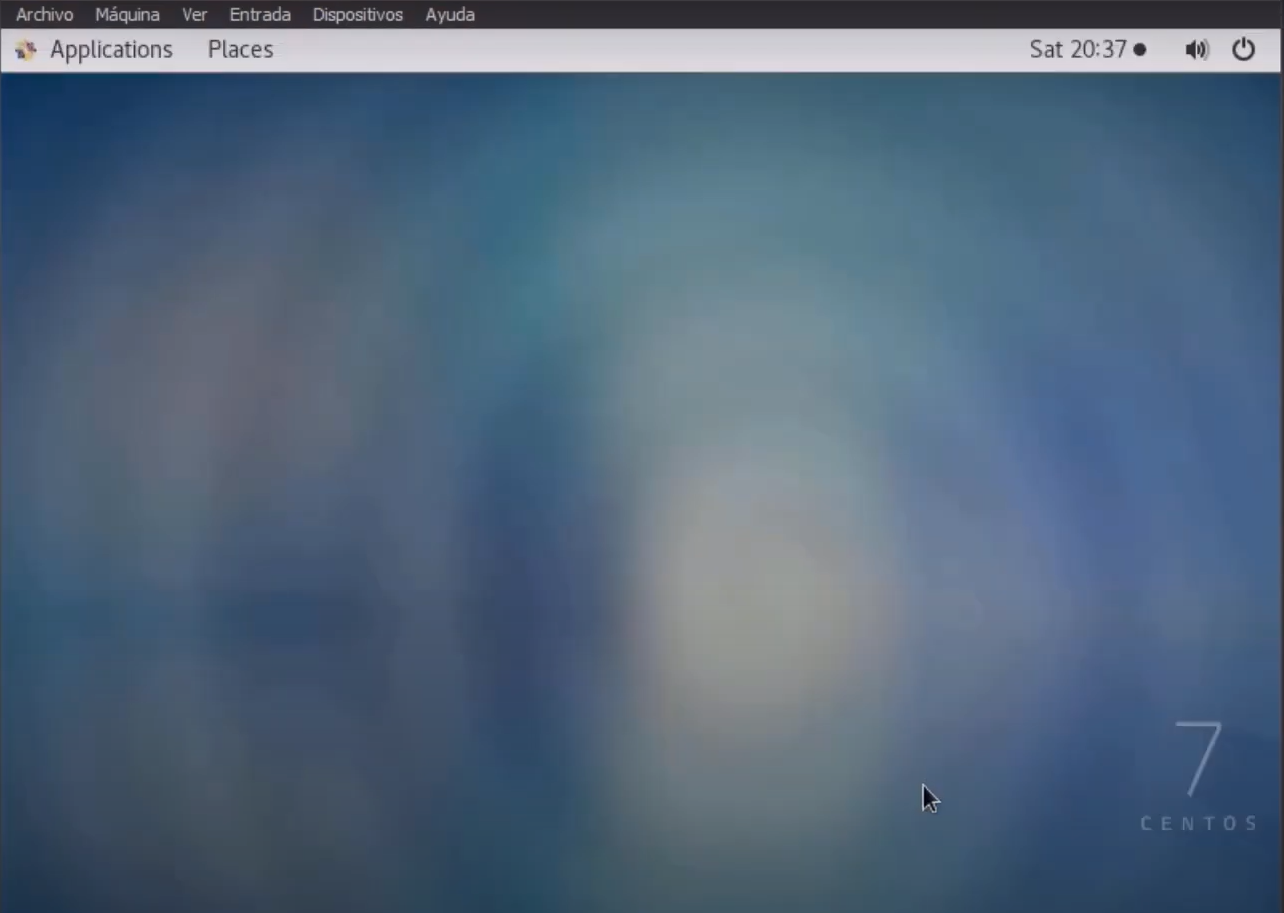 Archivo Máquina Ver Entrada Dispositivos Ayuda
Applications Places Sat 20:37
7
CENTOS